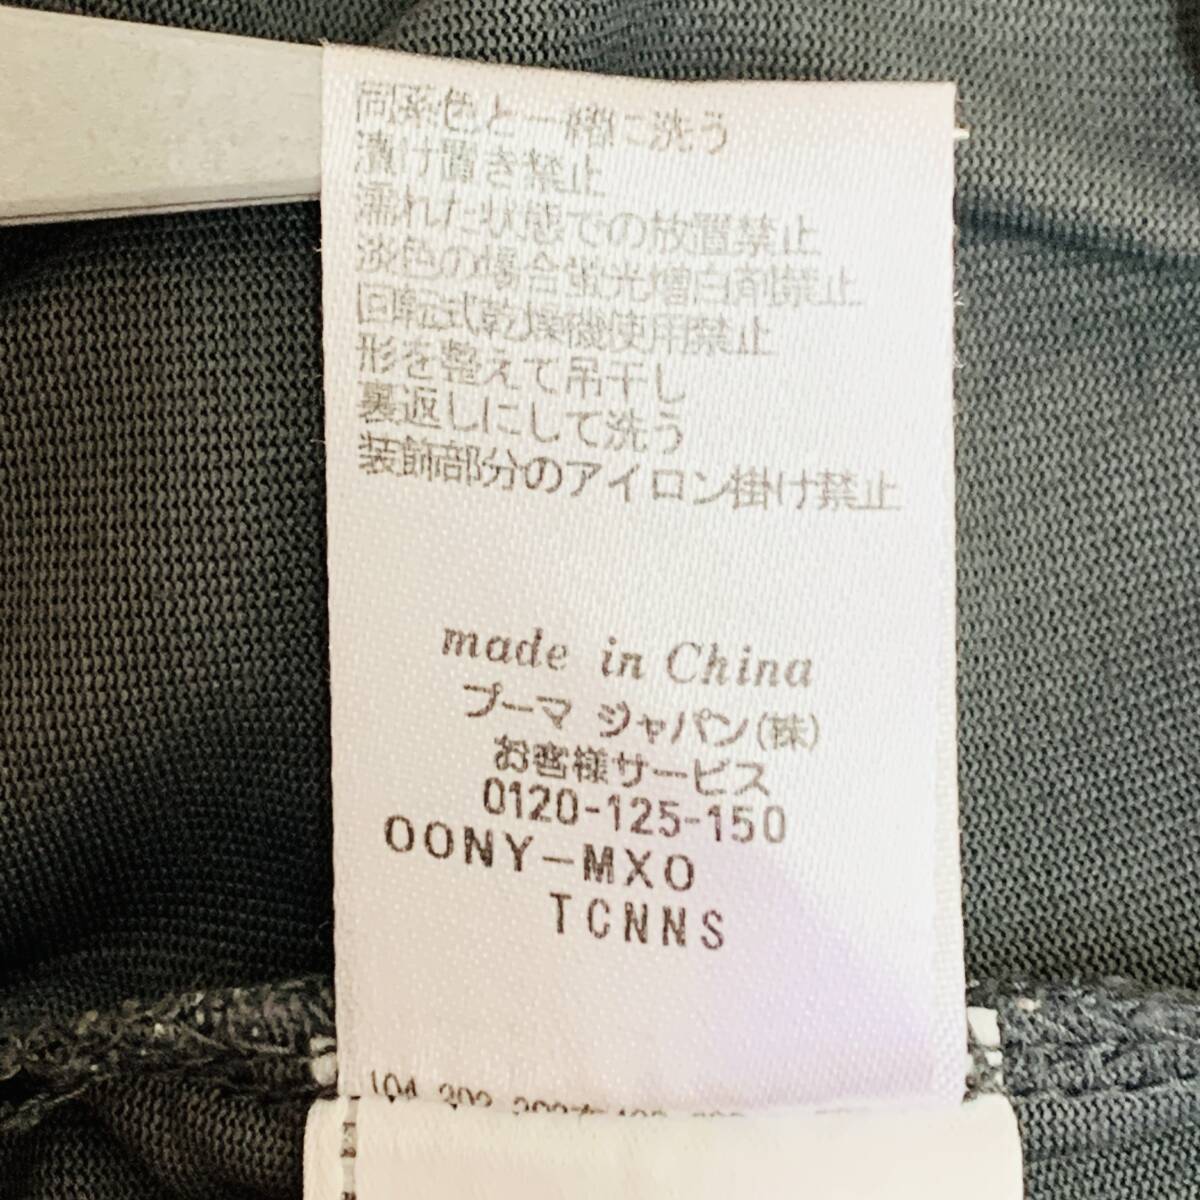 同系色と一緒に洗う
漬け置き禁止
濡れた状態での放置禁止
淡色の場合蛍光増白剤禁止
回転式乾燥機使用禁止
形を整えて吊干し
裏返しにして洗う
装飾部分のアイロン掛け禁止
made in China
プーマ ジャパン(株)
お客様サービス
0120-125-150
OONY-MXO
TCNNS